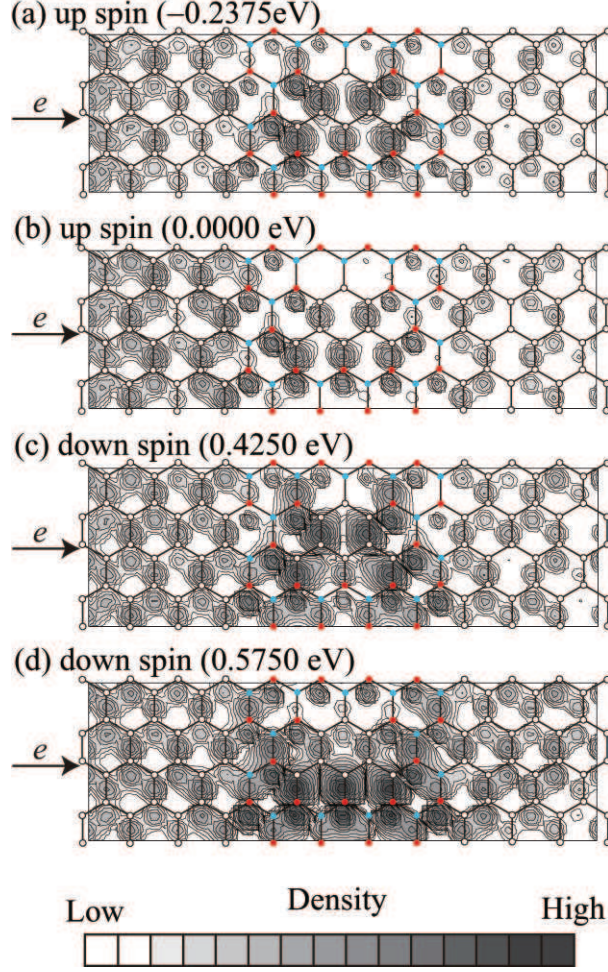 (a) up spin (–0.2375eV)
e
(b) up spin (0.0000 eV)
e
(c) down spin (0.4250 eV)
e
(d) down spin (0.5750 eV)
e
Low Density High